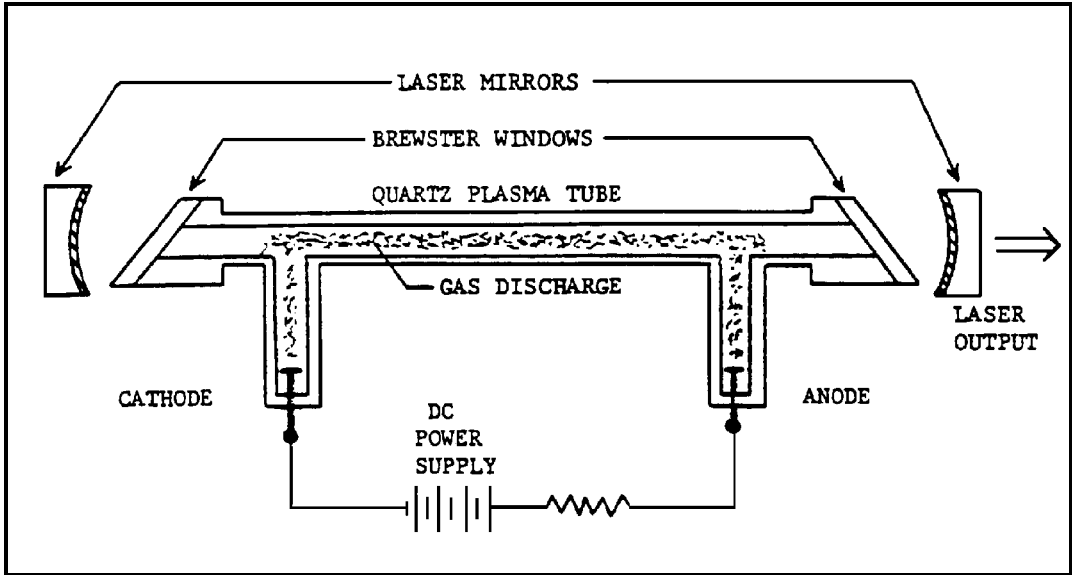 LASER MIRRORS
BREWSTER WINDOWS
QUARTZ PLASMA TUBE
GAS DISCHARGE
LASER
OUTPUT
CATHODE
ANODE
DC
POWER
SUPPLY